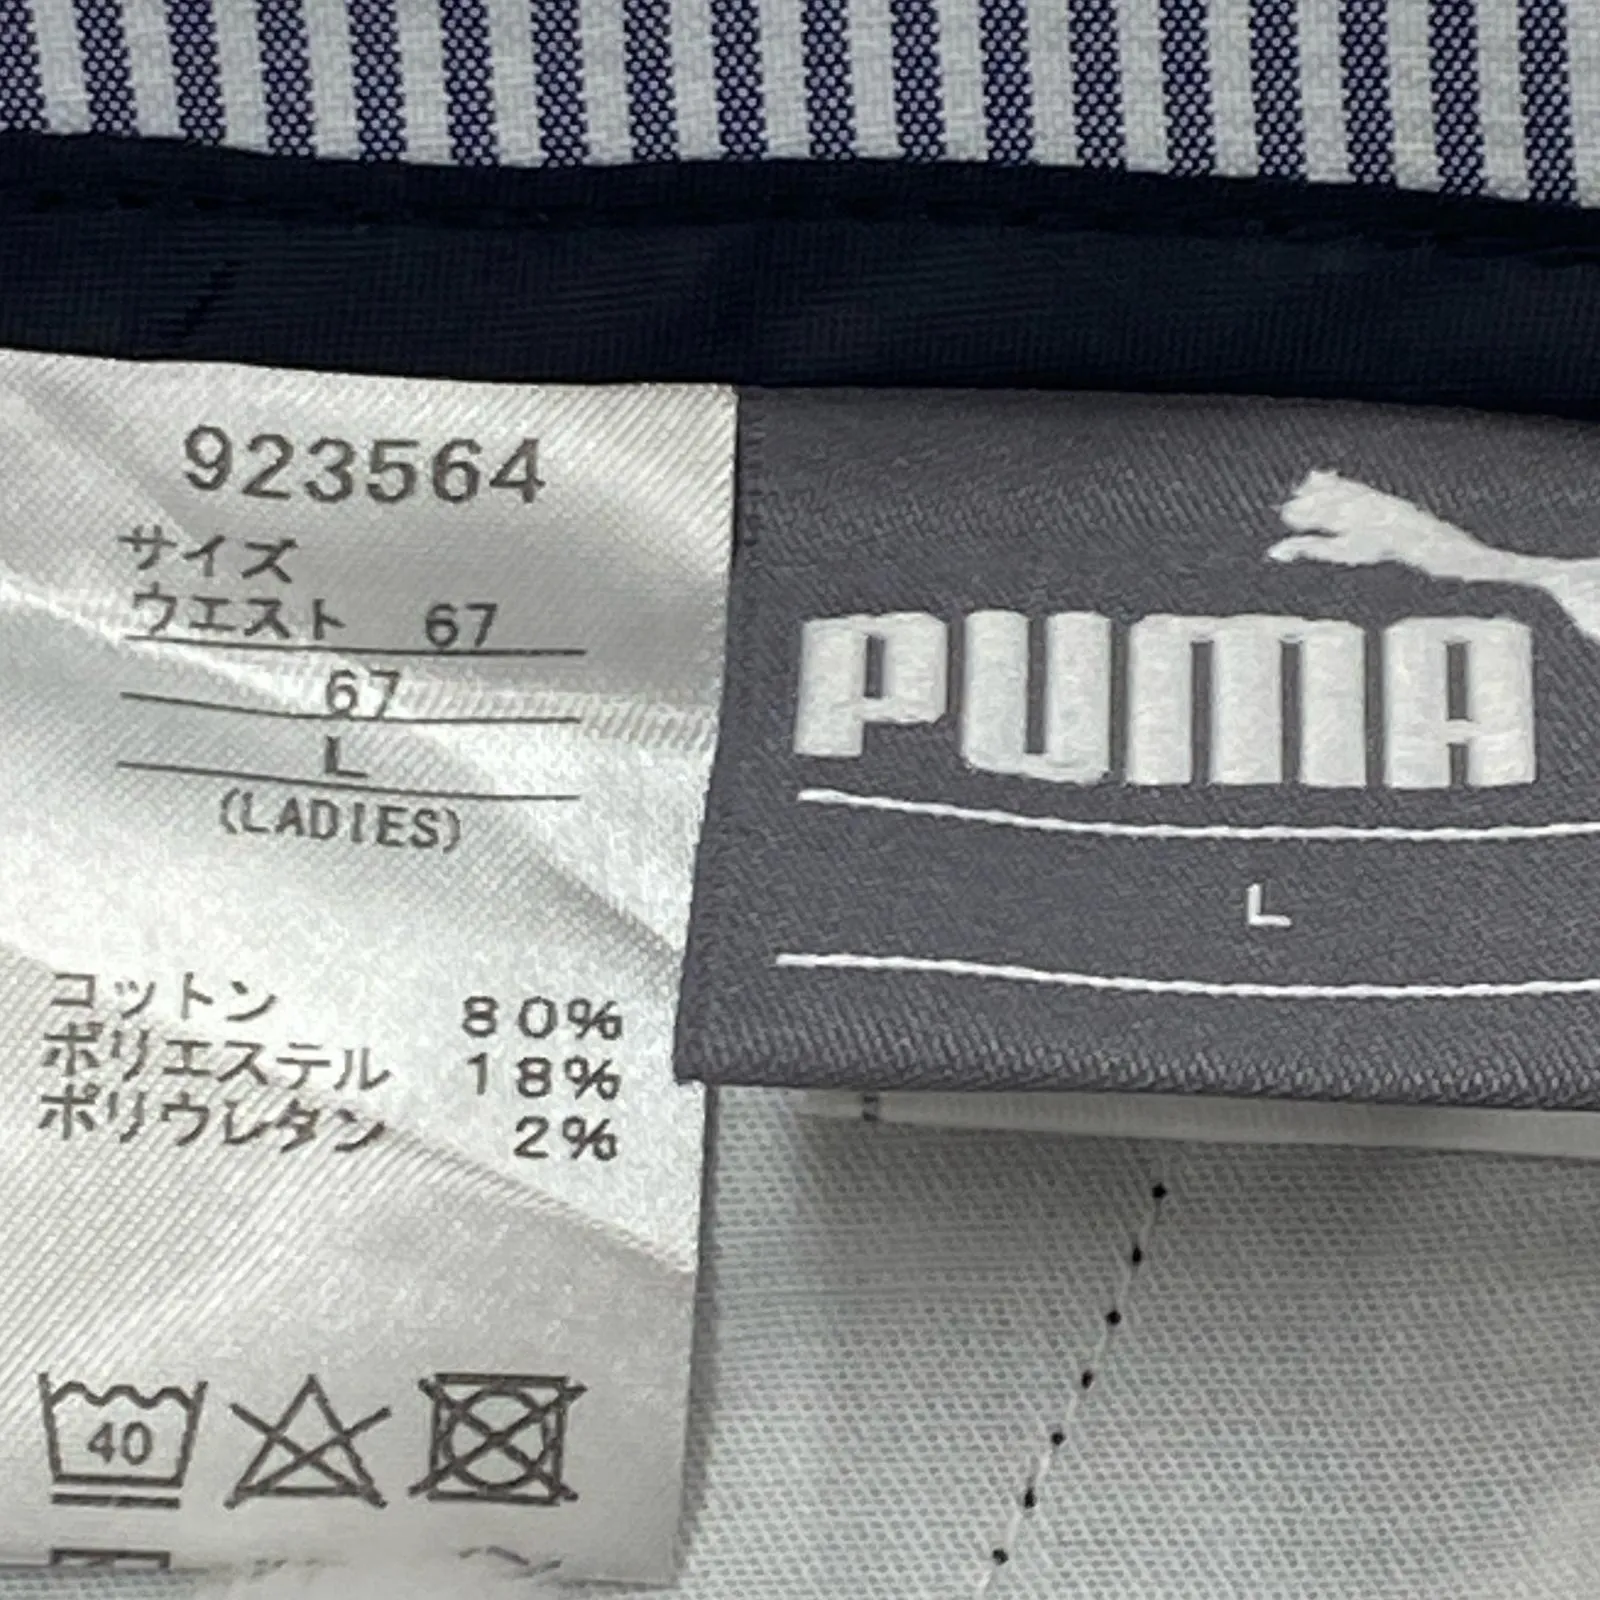 923564
サイズ
ウエスト 67
67
L
(LADIES)
コットン 80%
ポリエステル 18%
ポリウレタン 2%
40
PUMA
L